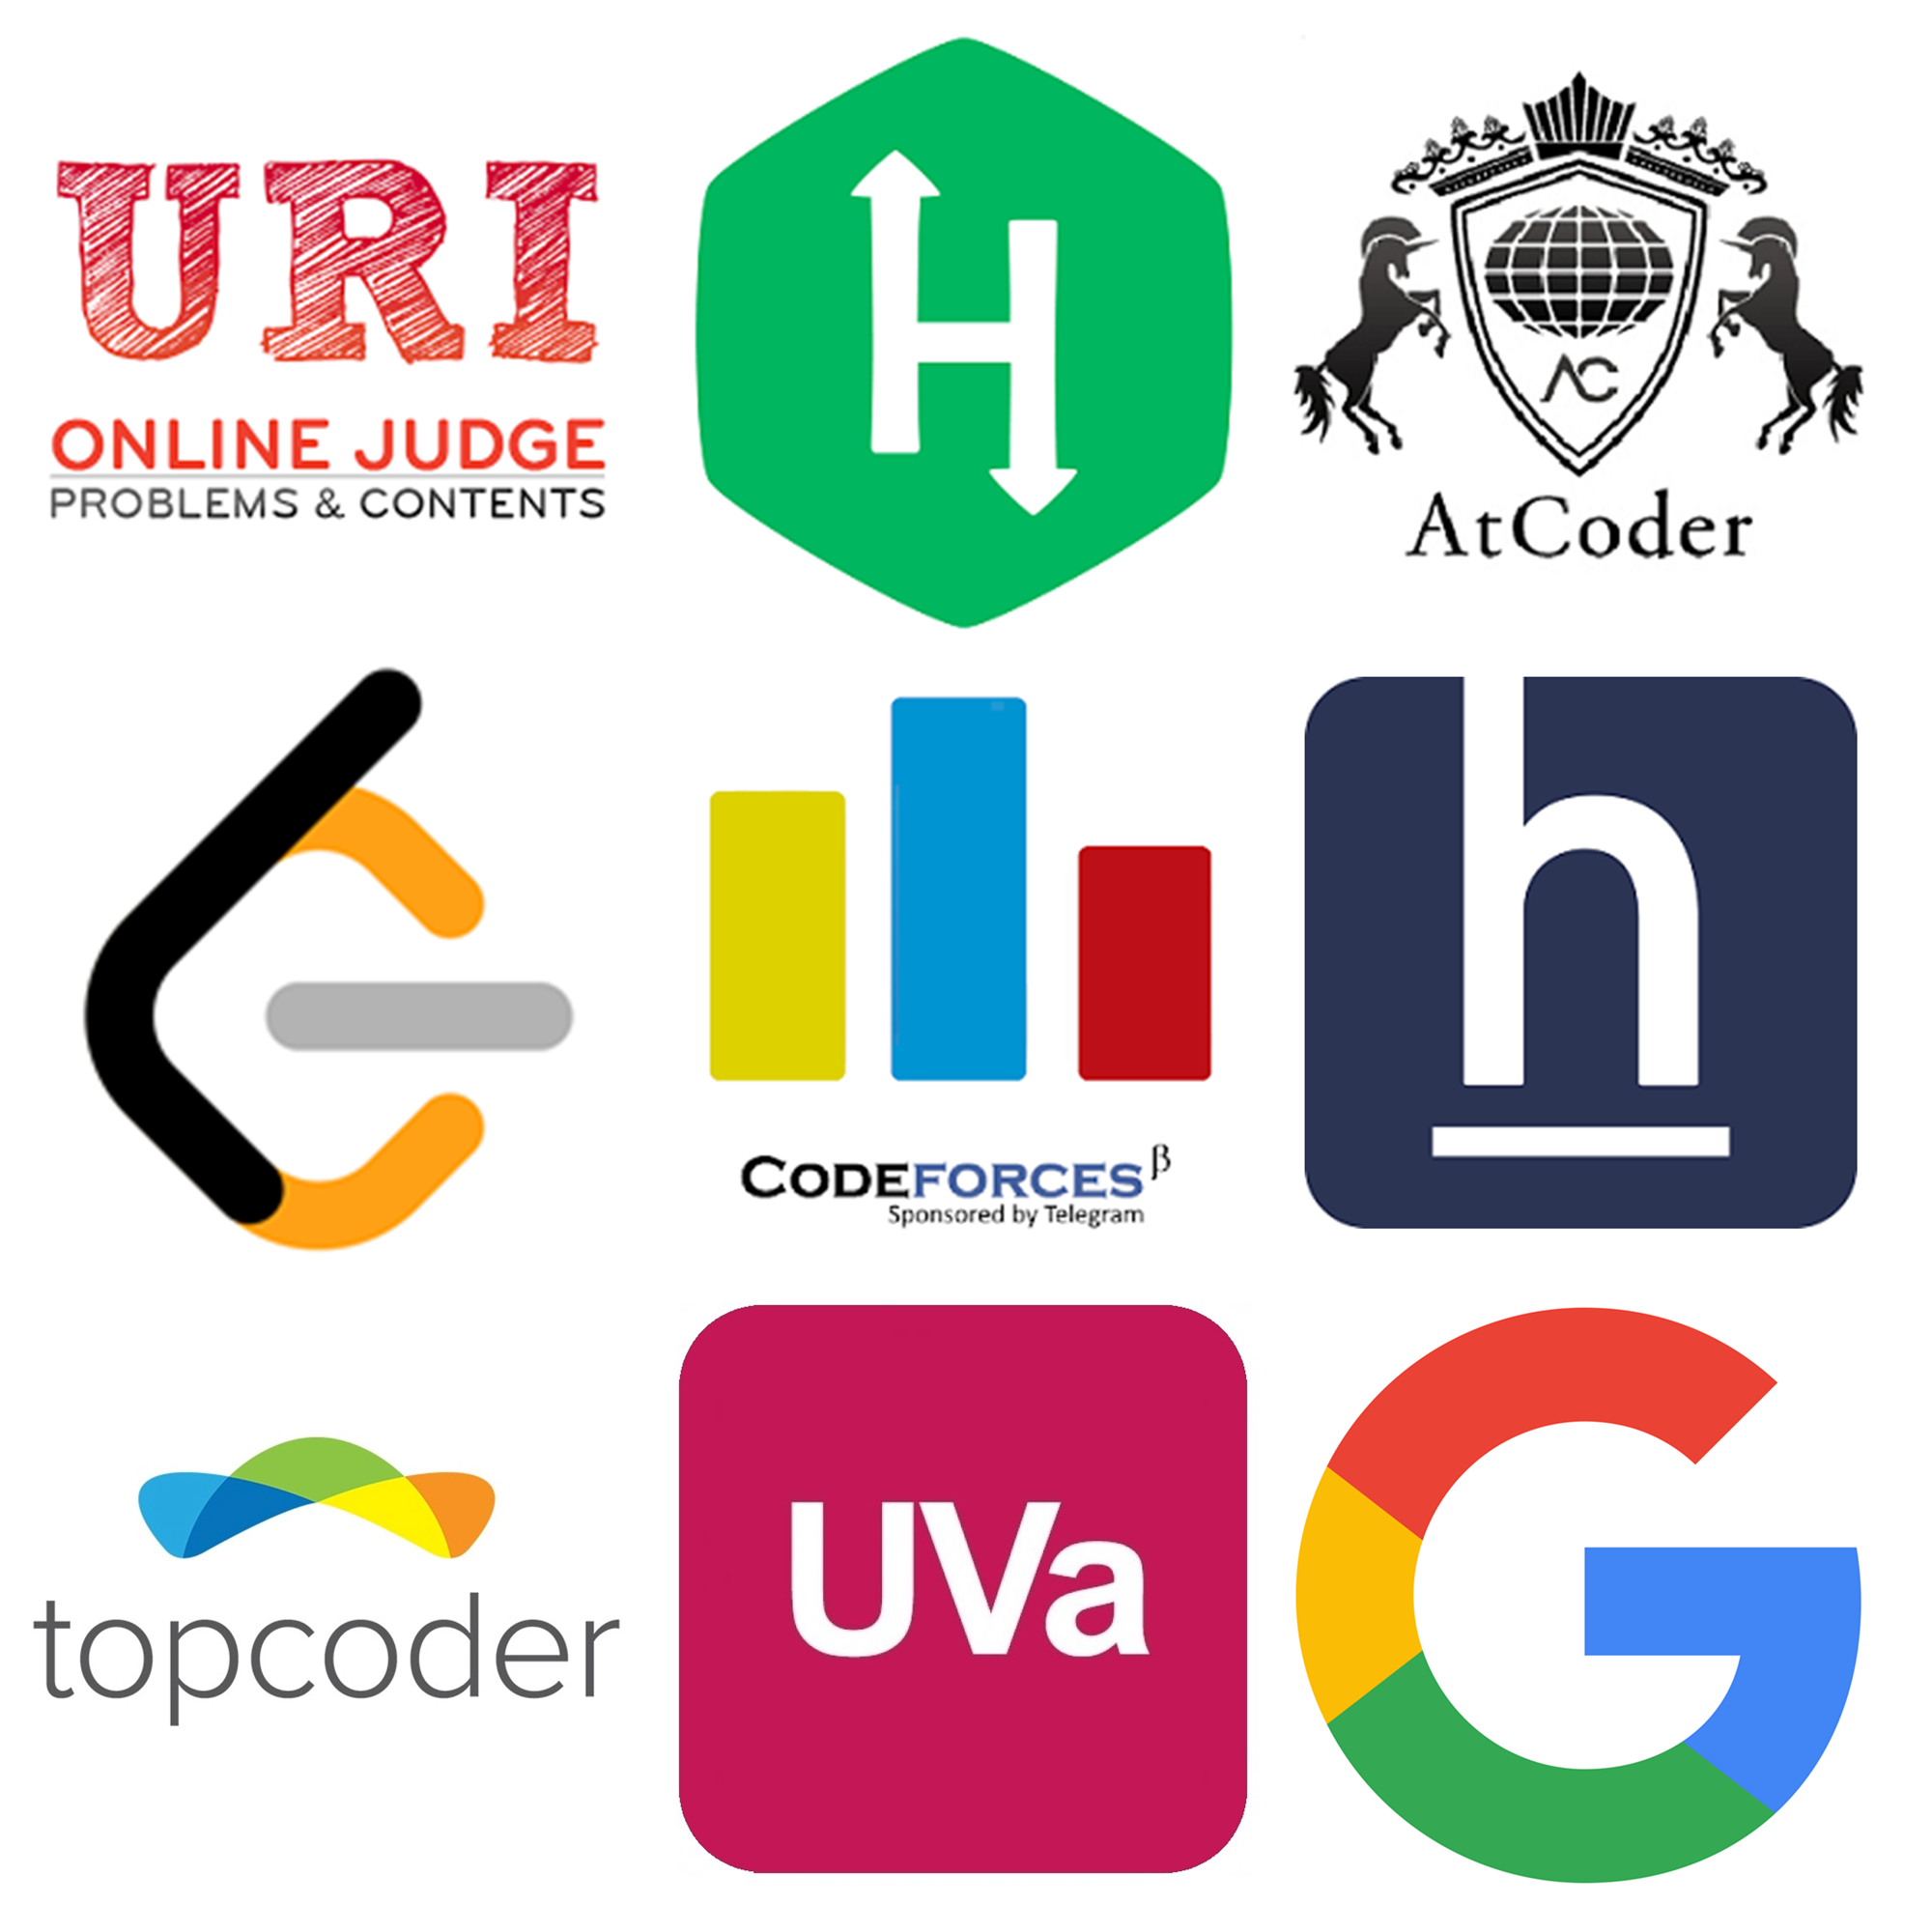 URI
ONLINE JUDGE
PROBLEMS & CONTENTS
H
AC
AtCoder
CODEFORCES β
Sponsored by Telegram
h
topcoder
UVa
G